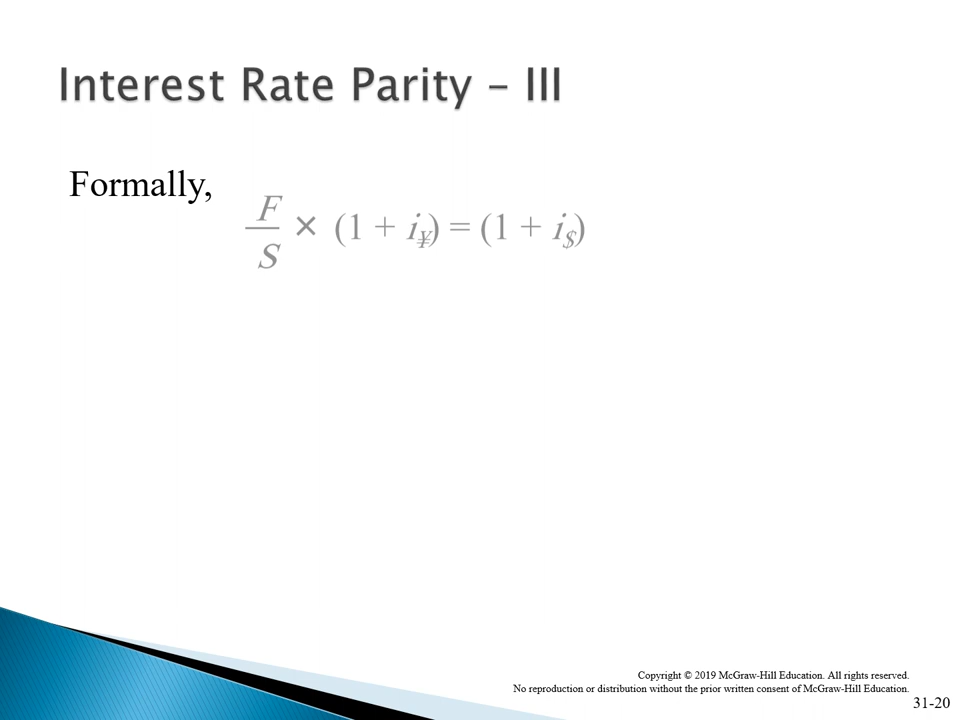 Interest Rate Parity – III
Formally,
F
S
× (1 + i¥) = (1 + i$)
Copyright © 2019 McGraw-Hill Education. All rights reserved.
No reproduction or distribution without the prior written consent of McGraw-Hill Education.
31-20